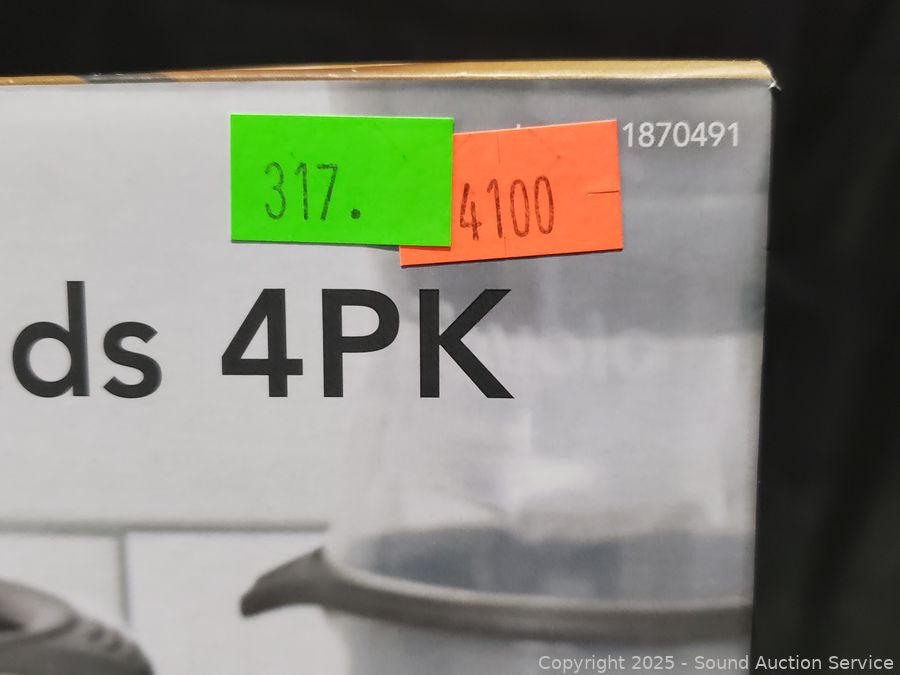 1870491
317.
4100
ds 4PK
Copyright 2025 - Sound Auction Service